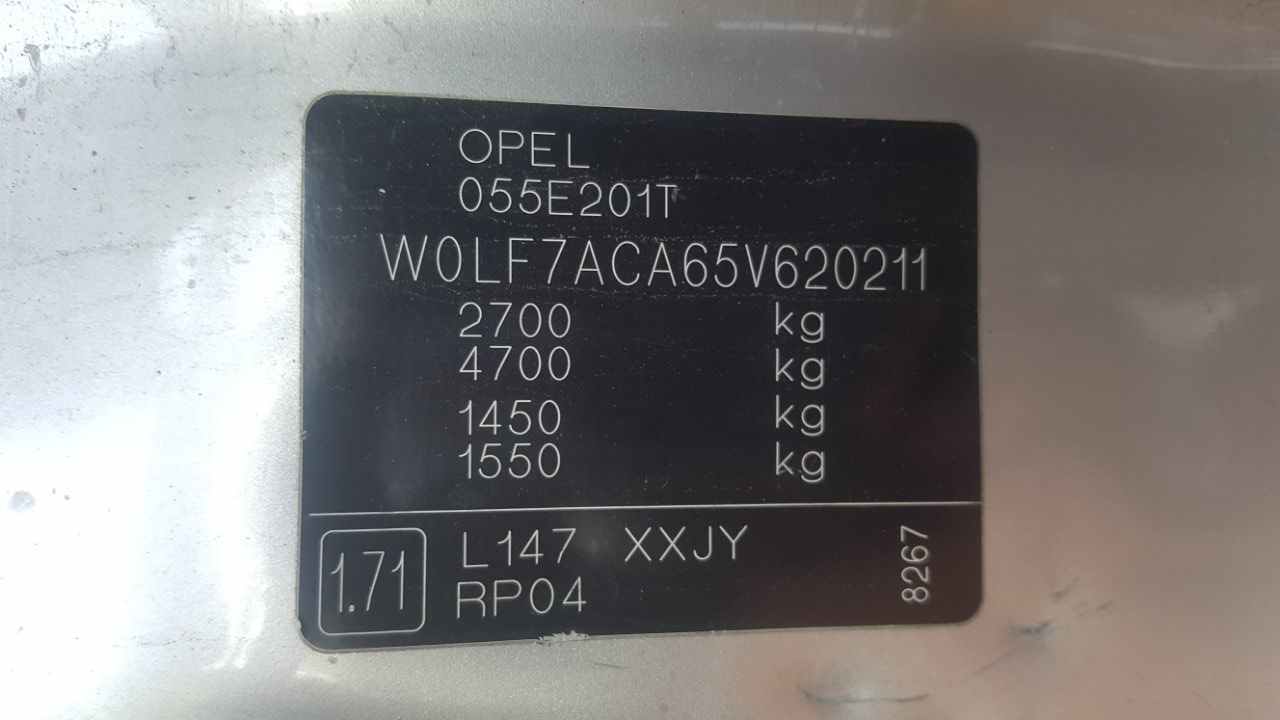 OPEL
055E201T
W0LF7ACA65V620211
2700 kg
4700 kg
1450 kg
1550 kg
1.71 L147 XXJY 8267
RP04